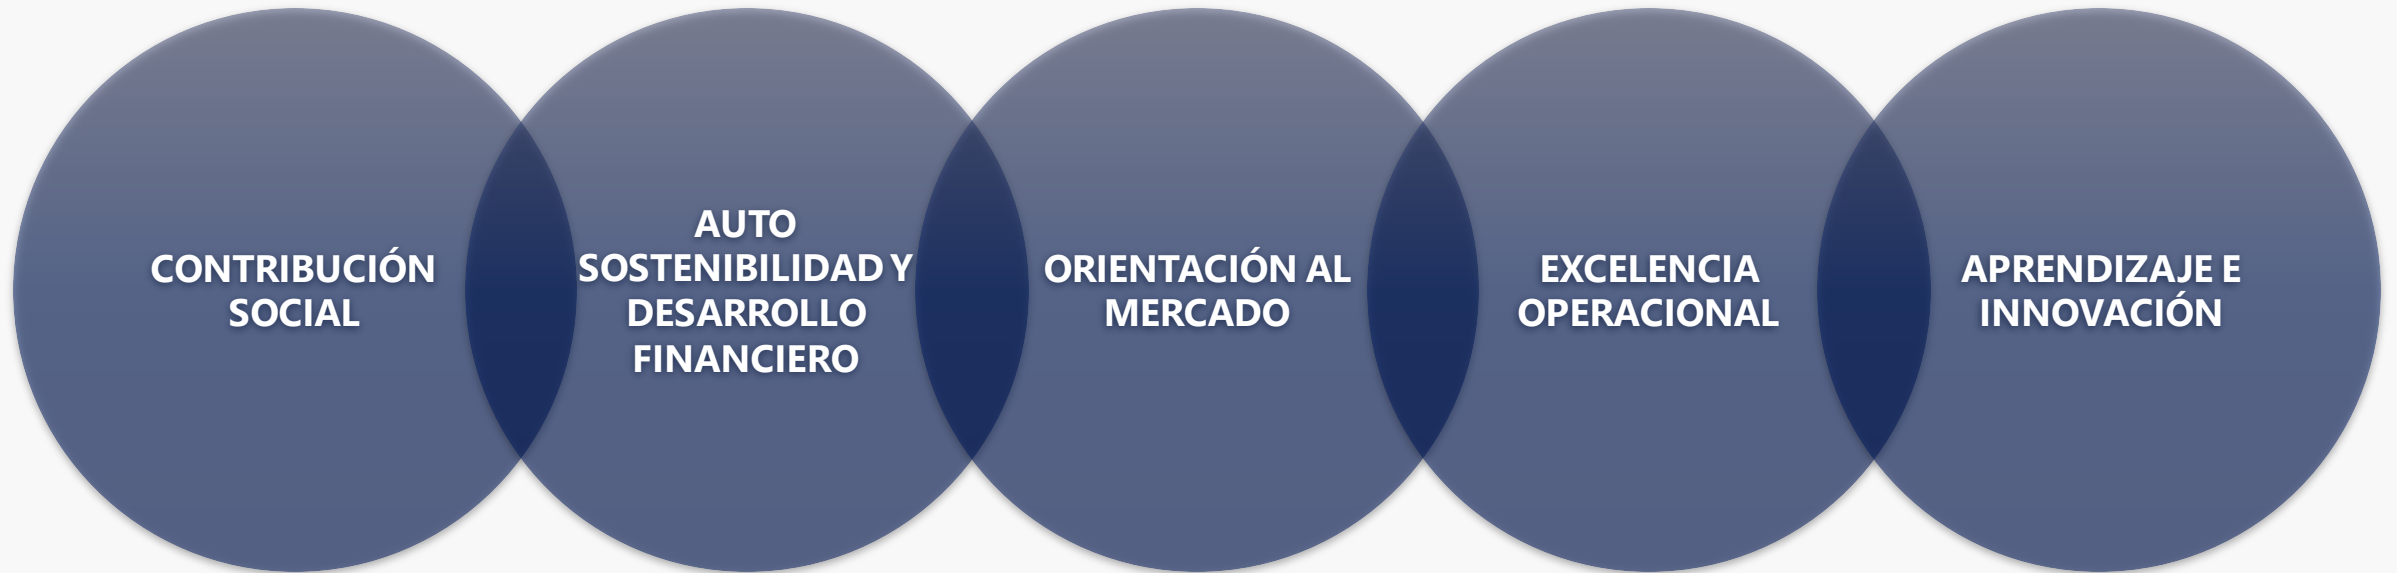 CONTRIBUCIÓN
SOCIAL
AUTO
SOSTENIBILIDAD Y
DESARROLLO
FINANCIERO
ORIENTACIÓN AL
MERCADO
EXCELENCIA
OPERACIONAL
APRENDIZAJE E
INNOVACIÓN